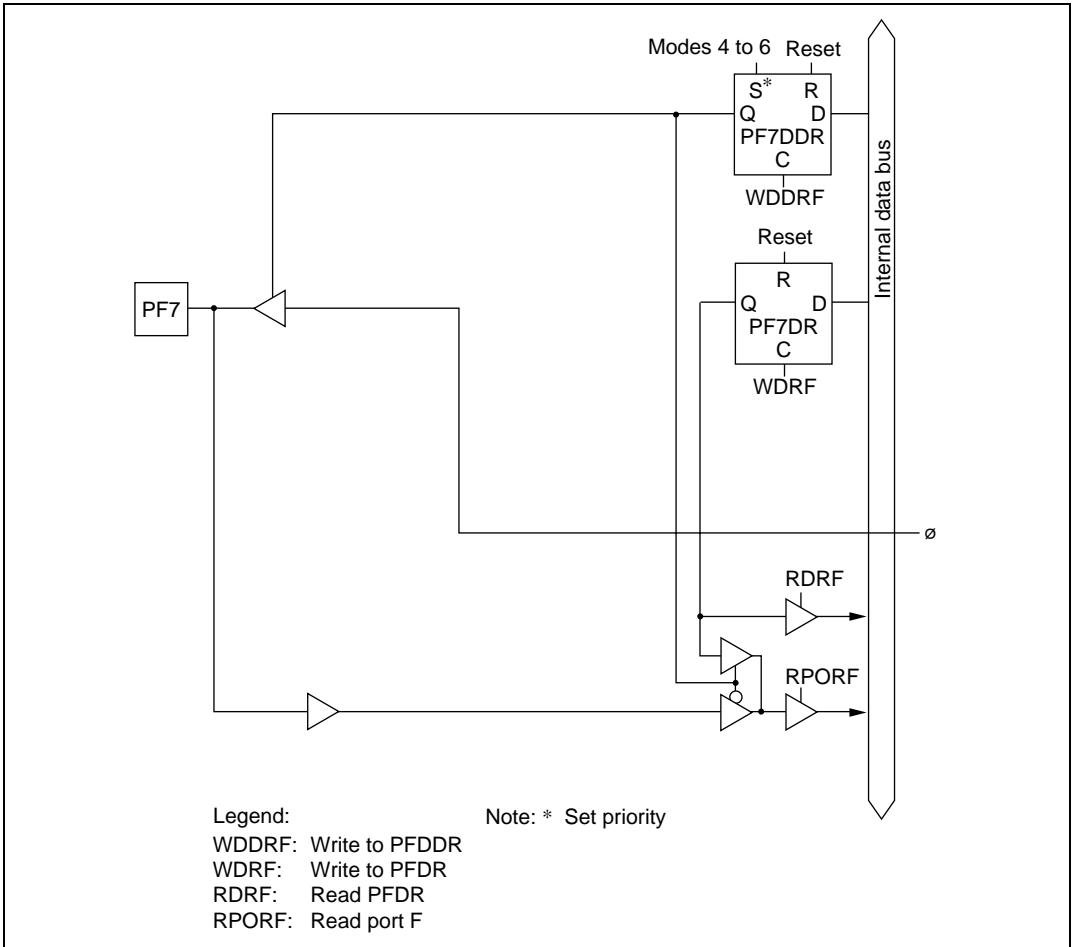 Modes 4 to 6 Reset
S* R
Q D
PF7DDR
C
WDDRF
Reset
R
Q D
PF7DR
C
WDRF
Internal data bus
PF7
ø
RDRF
RPORF
Legend:
WDDRF: Write to PFDDR
WDRF: Write to PFDR
RDRF: Read PFDR
RPORF: Read port F
Note: * Set priority